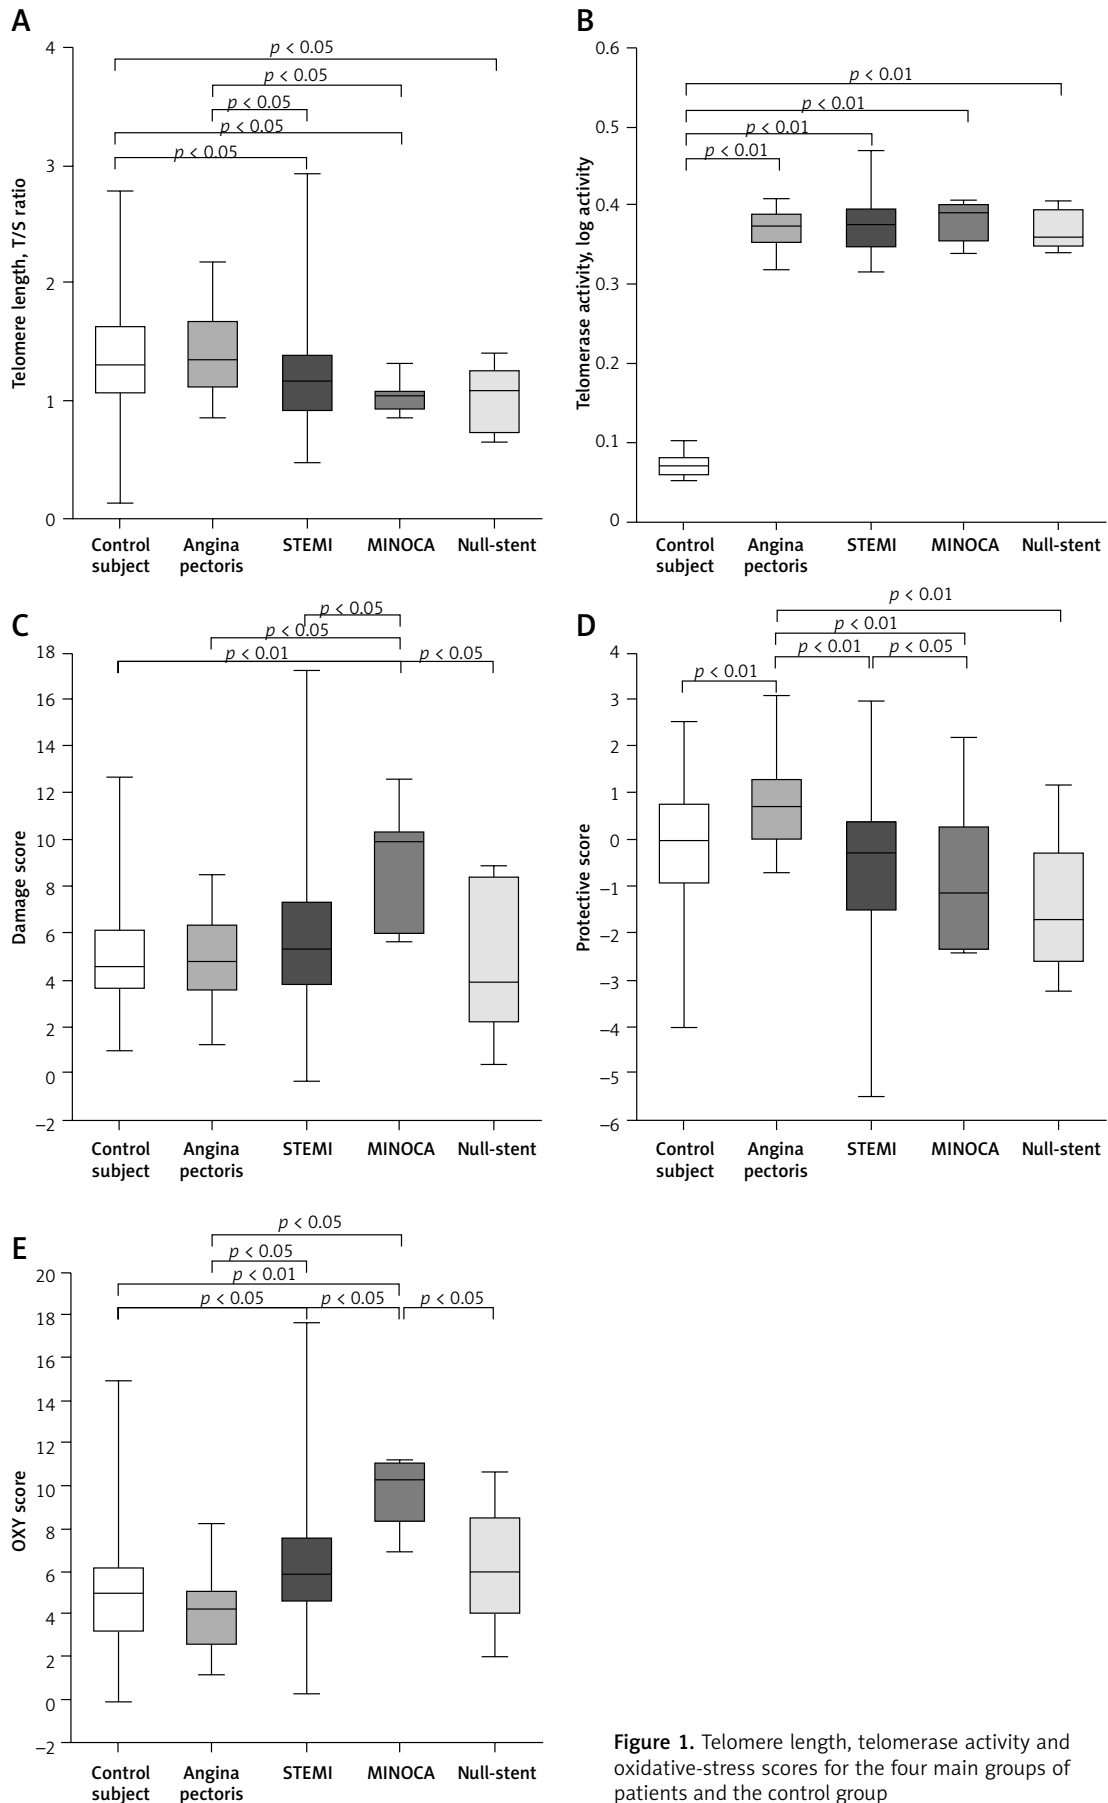 A
Telomere length, T/S ratio
4
3
2
1
0
p < 0.05
p < 0.05
p < 0.05
p < 0.05
p < 0.05
Control
subject
Angina
pectoris
STEMI
MINOCA
Null-stent
B
Telomerase activity, log activity
0.6
0.5
0.4
0.3
0.2
0.1
0
p < 0.01
p < 0.01
p < 0.01
p < 0.01
Control
subject
Angina
pectoris
STEMI
MINOCA
Null-stent
C
Damage score
18
16
14
12
10
8
6
4
2
0
–2
p < 0.05
p < 0.05
p < 0.01
p < 0.05
Control
subject
Angina
pectoris
STEMI
MINOCA
Null-stent
D
Protective score
4
3
2
1
0
–1
–2
–3
–4
–5
–6
p < 0.01
p < 0.01
p < 0.01
p < 0.05
p < 0.01
Control
subject
Angina
pectoris
STEMI
MINOCA
Null-stent
E
OXY score
20
18
16
14
12
10
8
6
4
2
0
–2
p < 0.05
p < 0.05
p < 0.01
p < 0.05
p < 0.05
p < 0.05
Control
subject
Angina
pectoris
STEMI
MINOCA
Null-stent
Figure 1. Telomere length, telomerase activity and
oxidative-stress scores for the four main groups of
patients and the control group